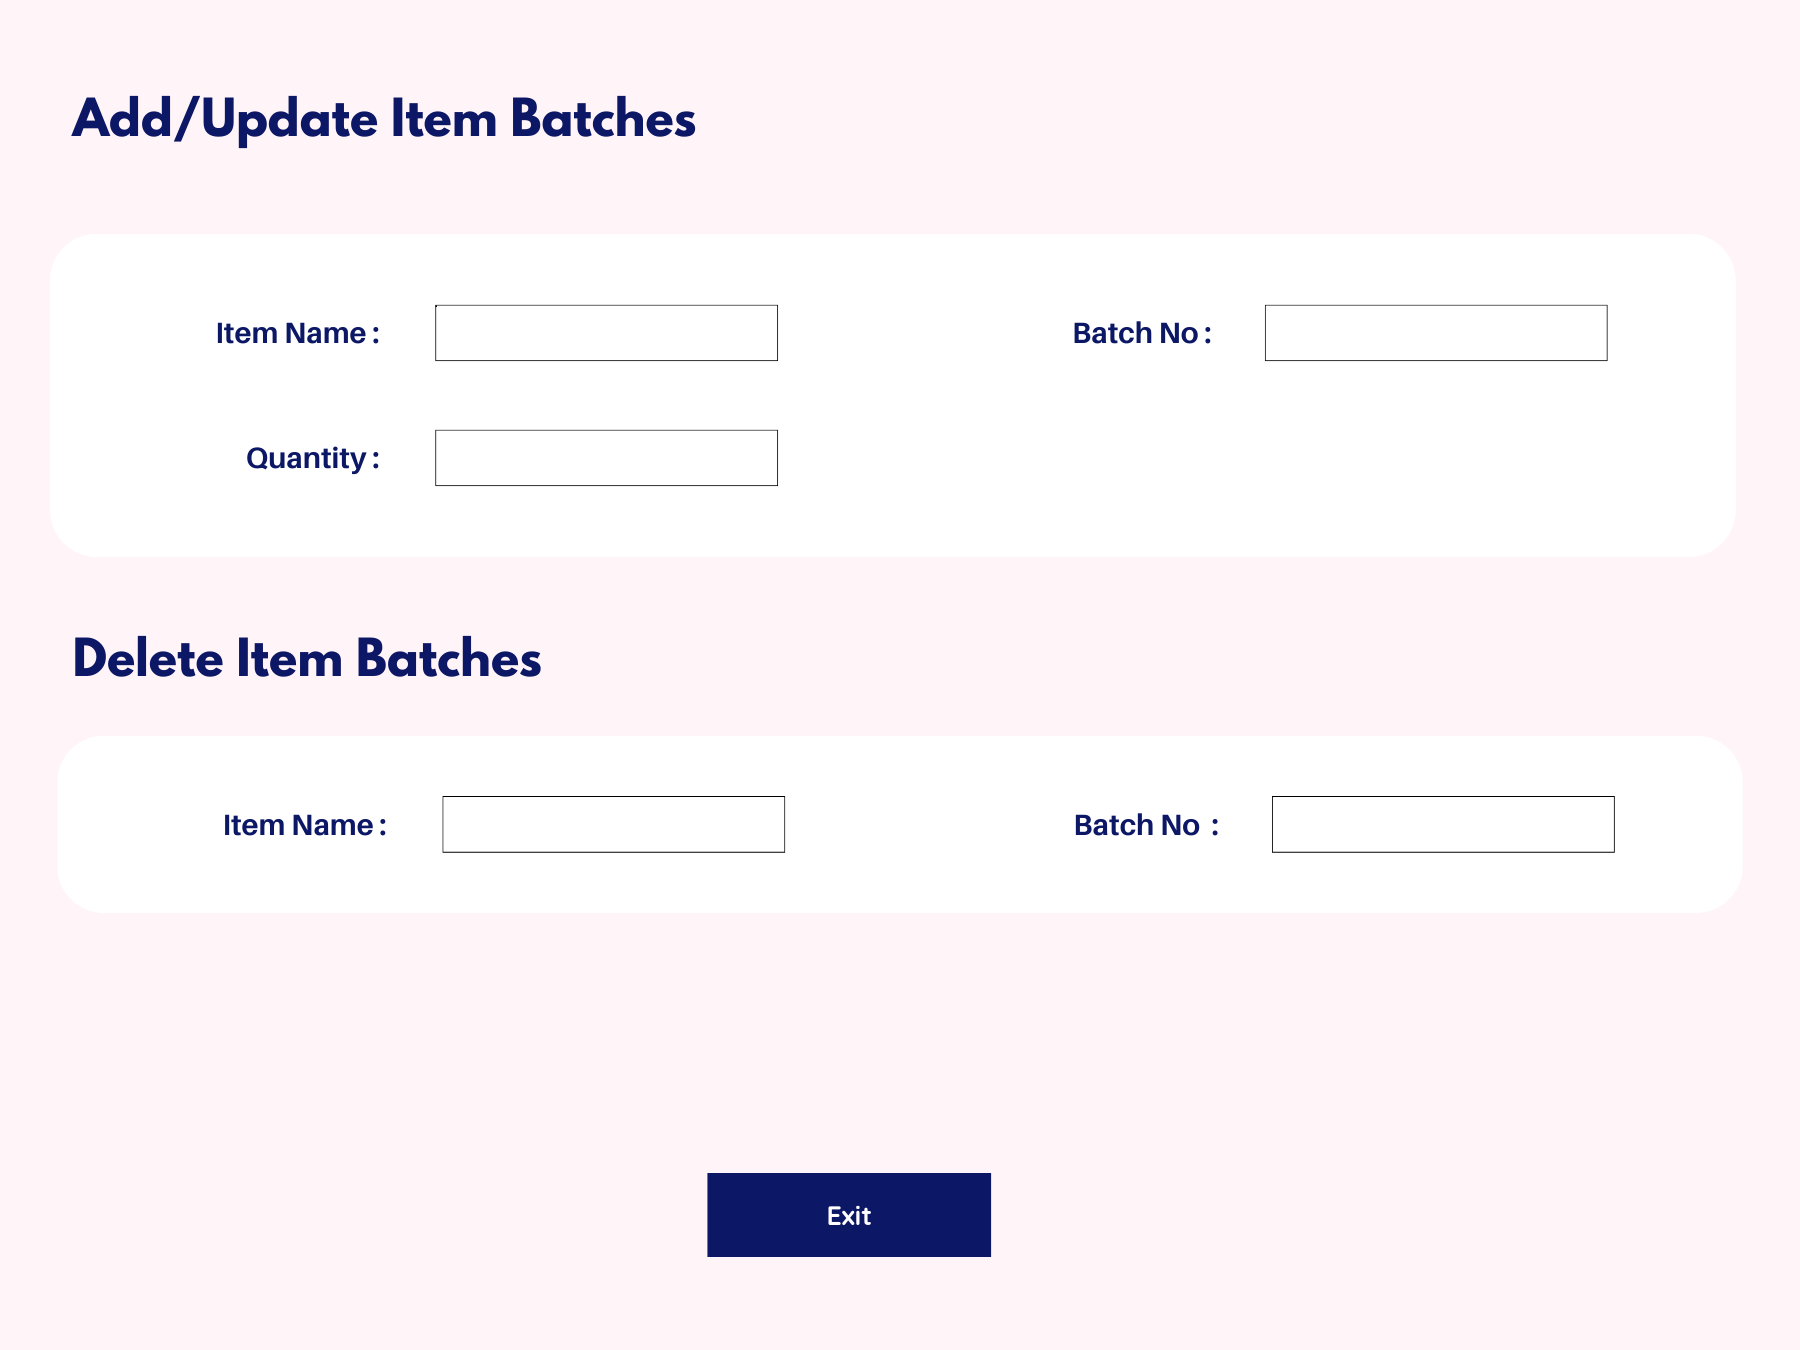 Add/Update Item Batches
Item Name :
Batch No :
Quantity :
Delete Item Batches
Item Name :
Batch No :
Exit